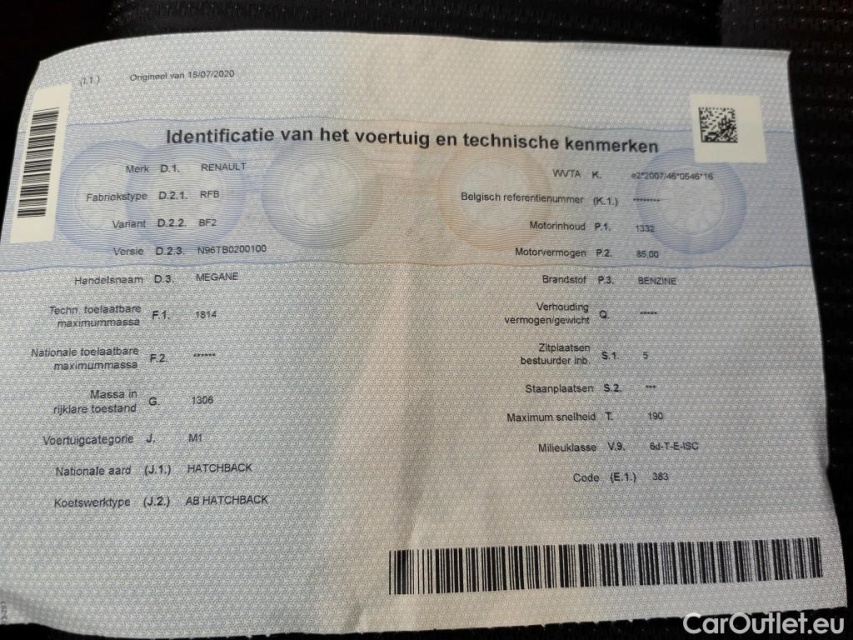 (I.1.) Origineel van 15/07/2020
Identificatie van het voertuig en technische kenmerken
Merk D.1. RENAULT
Fabriekstype D.2.1. RFB
Variant D.2.2. BF2
Versie D.2.3. N96TB0200100
Handelsnaam D.3. MEGANE
Techn. toelaatbare
maximummassa F.1. 1814
Nationale toelaatbare
maximummassa F.2. ******
Massa in
rijklare toestand G. 1306
Voertuigcategorie J. M1
Nationale aard (J.1.) HATCHBACK
Koetswerktype (J.2.) AB HATCHBACK
WVTA K. e2*2007/46*0546*16
Belgisch referentienummer (K.1.) ********
Motorinhoud P.1. 1332
Motorvermogen P.2. 85,00
Brandstof P.3. BENZINE
Verhouding
vermogen/gewicht Q. *****
Zitplaatsen
bestuurder inb. S.1. 5
Staanplaatsen S.2. ***
Maximum snelheid T. 190
Milieuklasse V.9. 6d-T-E-ISC
Code (E.1.) 383
CarOutlet.eu